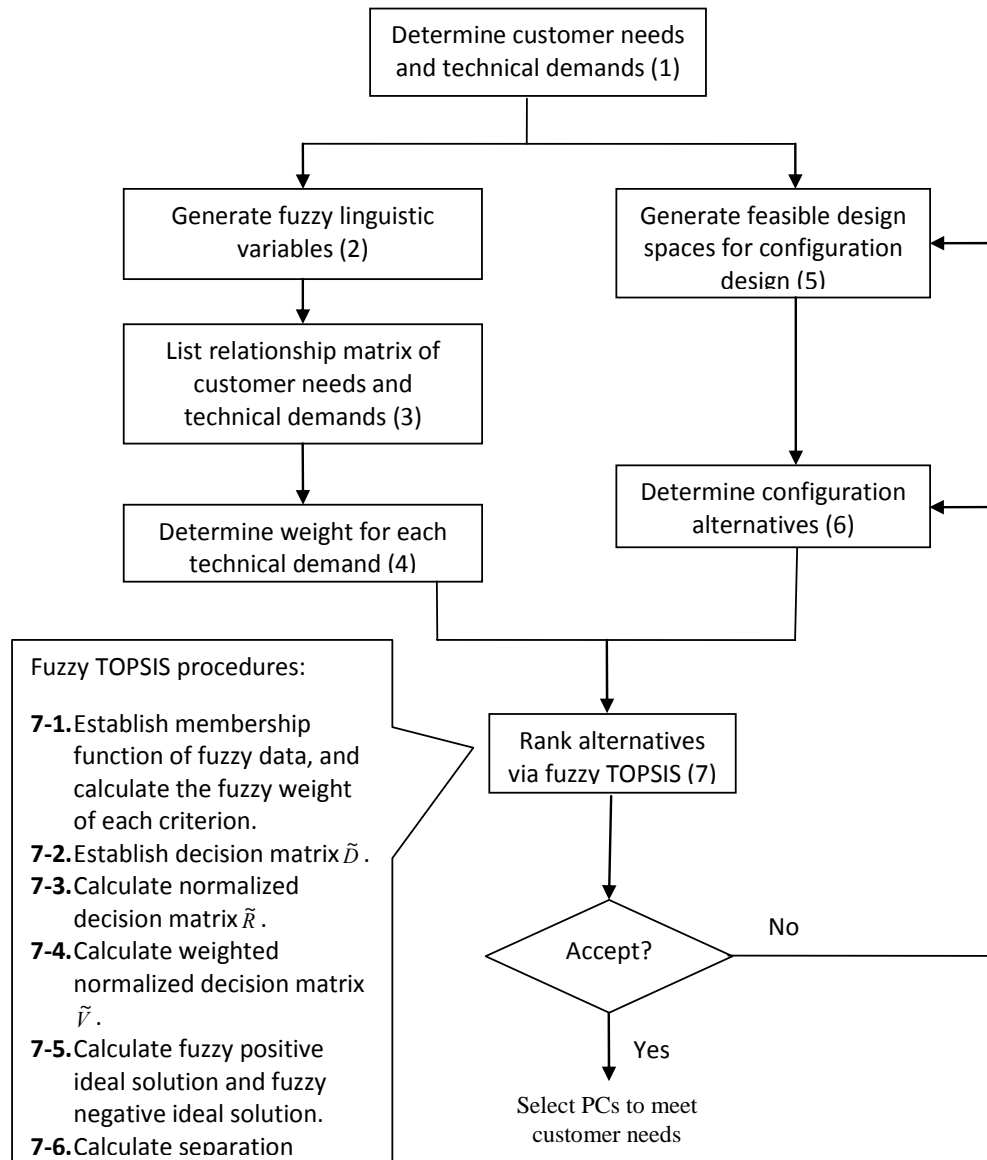 Determine customer needs
and technical demands (1)
Generate fuzzy linguistic
variables (2)
Generate feasible design
spaces for configuration
design (5)
List relationship matrix of
customer needs and
technical demands (3)
Determine weight for each
technical demand (4)
Determine configuration
alternatives (6)
Fuzzy TOPSIS procedures:
7-1. Establish membership
function of fuzzy data, and
calculate the fuzzy weight
of each criterion.
7-2. Establish decision matrix D̃ .
7-3. Calculate normalized
decision matrix R̃ .
7-4. Calculate weighted
normalized decision matrix
Ṽ .
7-5. Calculate fuzzy positive
ideal solution and fuzzy
negative ideal solution.
7-6. Calculate separation
Rank alternatives
via fuzzy TOPSIS (7)
Accept?
No
Yes
Select PCs to meet
customer needs